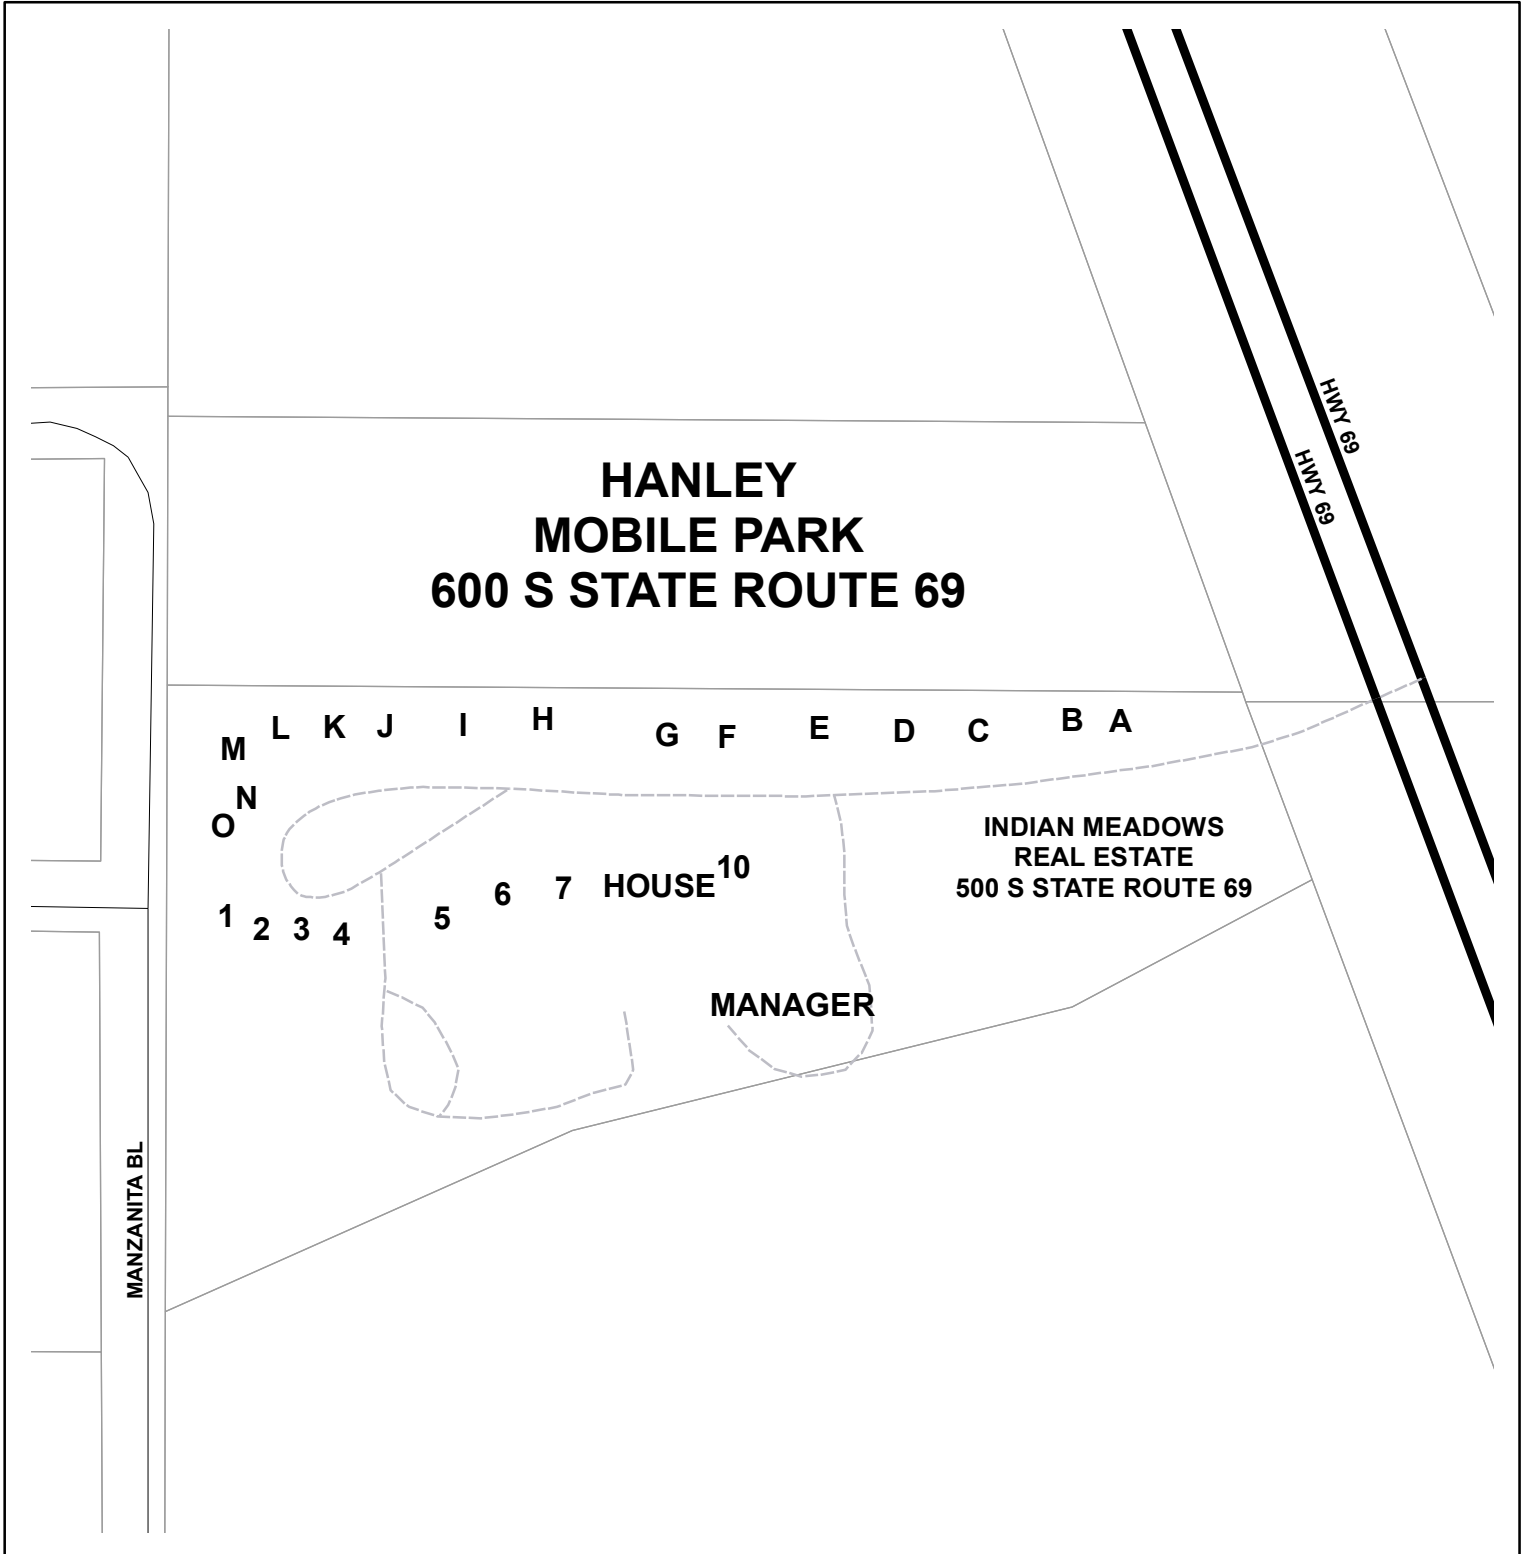 HWY 69
HWY 69
HANLEY
MOBILE PARK
600 S STATE ROUTE 69
M L K J I H G F E D C B A
N
O
INDIAN MEADOWS
REAL ESTATE
500 S STATE ROUTE 69
1 2 3 4 5 6 7 HOUSE 10
MANAGER
MANZANITA BL